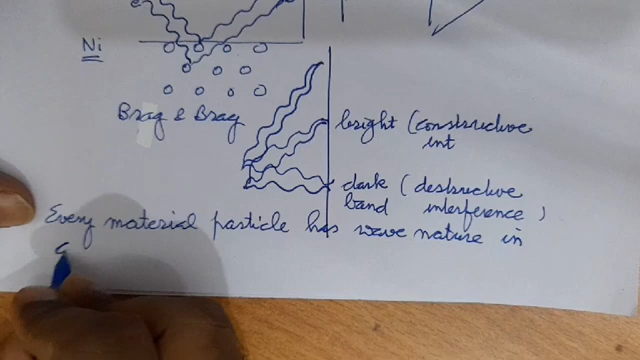 Ni
Brag & Brag
bright (constructive
int
dark (destructive
band interference)
Every material particle has wave nature in